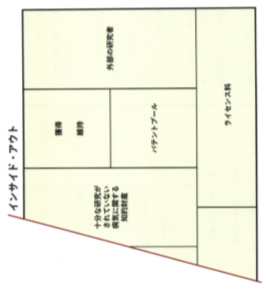 インサイド・アウト
十分な研究が
されていない
病気に関する
知的財産
獲得
維持
パテントプール
外部の研究者
ライセンス料